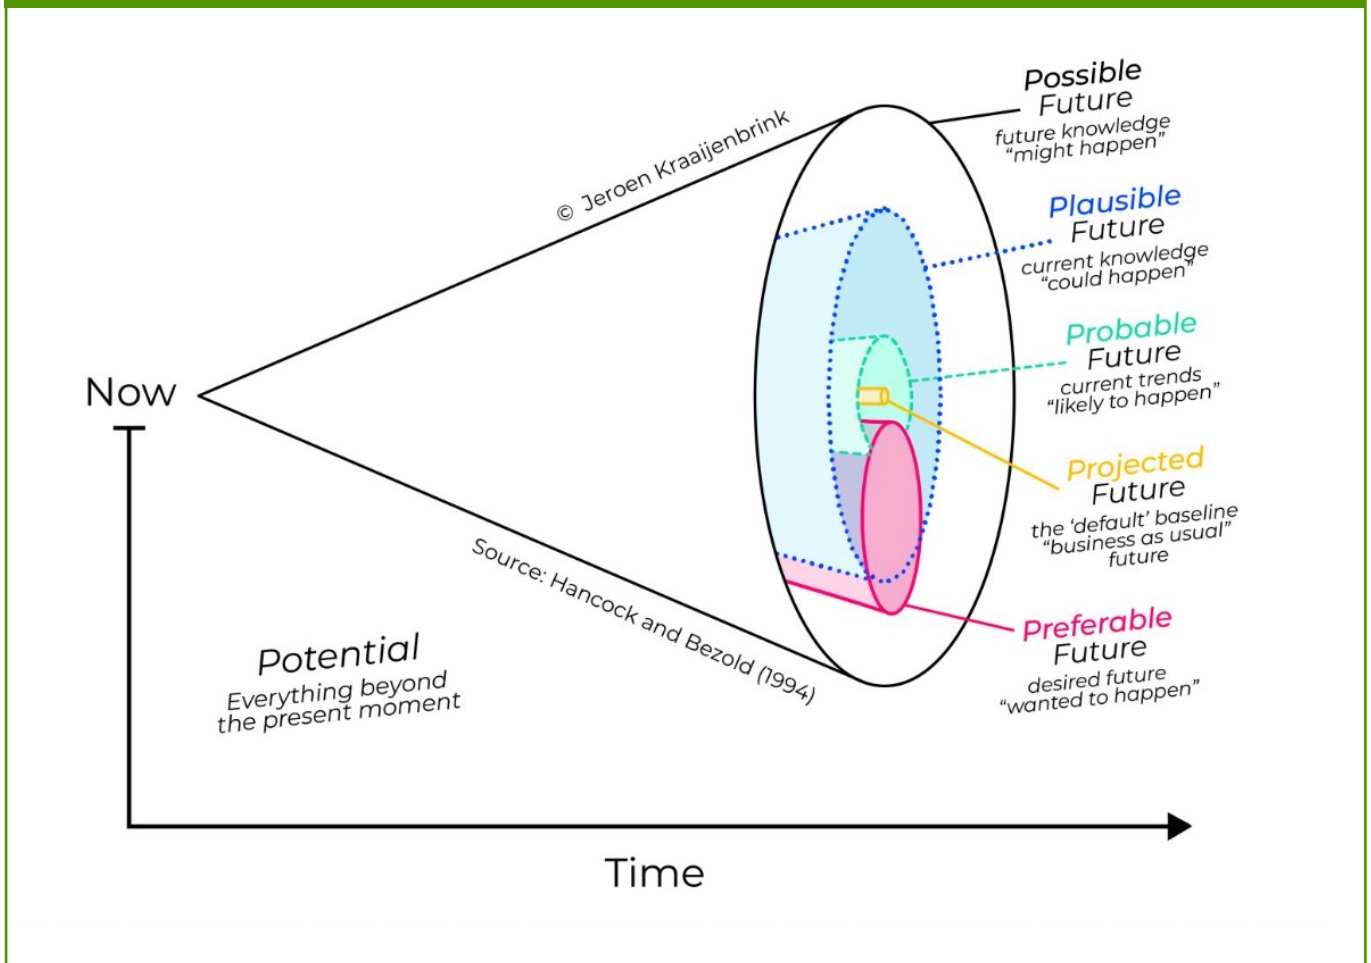 © Jeroen Kraaijenbrink
Possible
Future
future knowledge
“might happen”
Plausible
Future
current knowledge
“could happen”
Probable
Future
current trends
“likely to happen”
Now
Projected
Future
the ‘default’ baseline
“business as usual”
future
Source: Hancock and Bezold (1994)
Preferable
Future
desired future
“wanted to happen”
Potential
Everything beyond
the present moment
Time